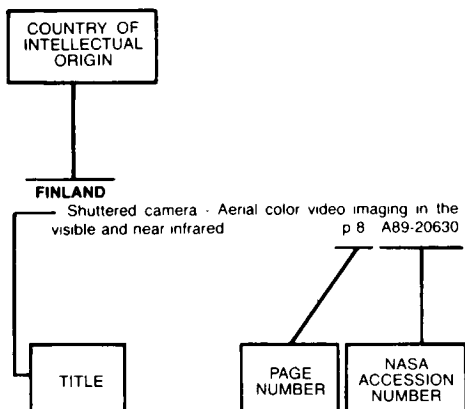 COUNTRY OF
INTELLECTUAL
ORIGIN
FINLAND
Shuttered camera - Aerial color video imaging in the
visible and near infrared p 8 A89-20630
TITLE
PAGE
NUMBER
NASA
ACCESSION
NUMBER